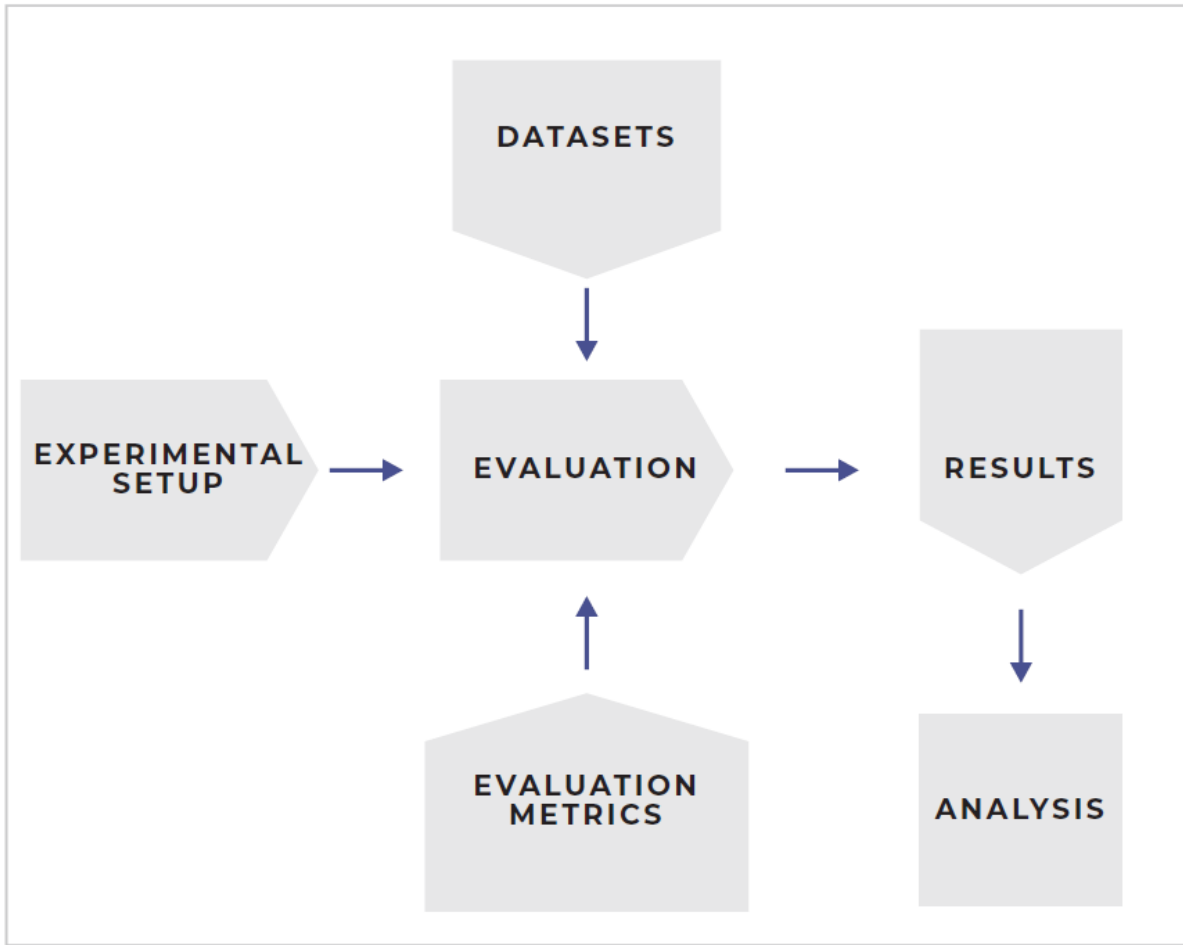 DATASETS
EXPERIMENTAL
SETUP
EVALUATION
RESULTS
EVALUATION
METRICS
ANALYSIS